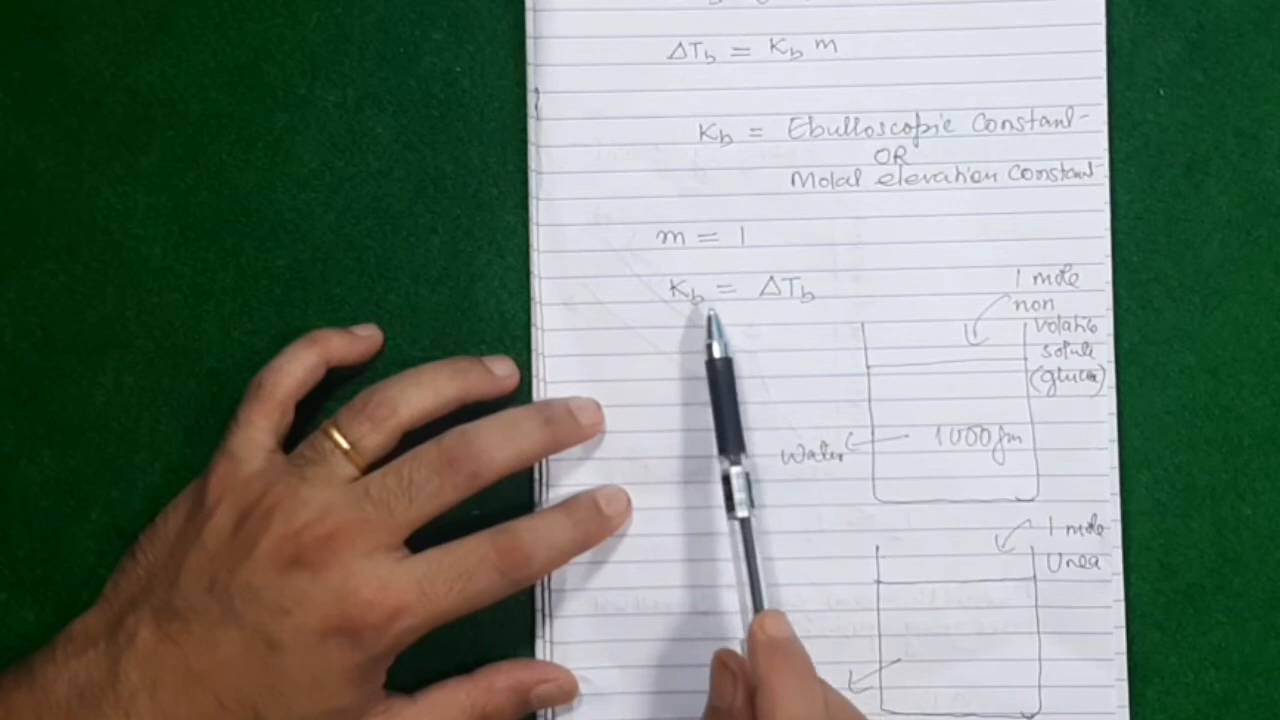 ΔTb = Kb m
Kb = Ebulloscopic Constant
OR
Molal elevation Constant
m = 1
Kb = ΔTb
1 mole
non
volatile
solute
(glucose)
Water
1000 gm
1 mole
Urea